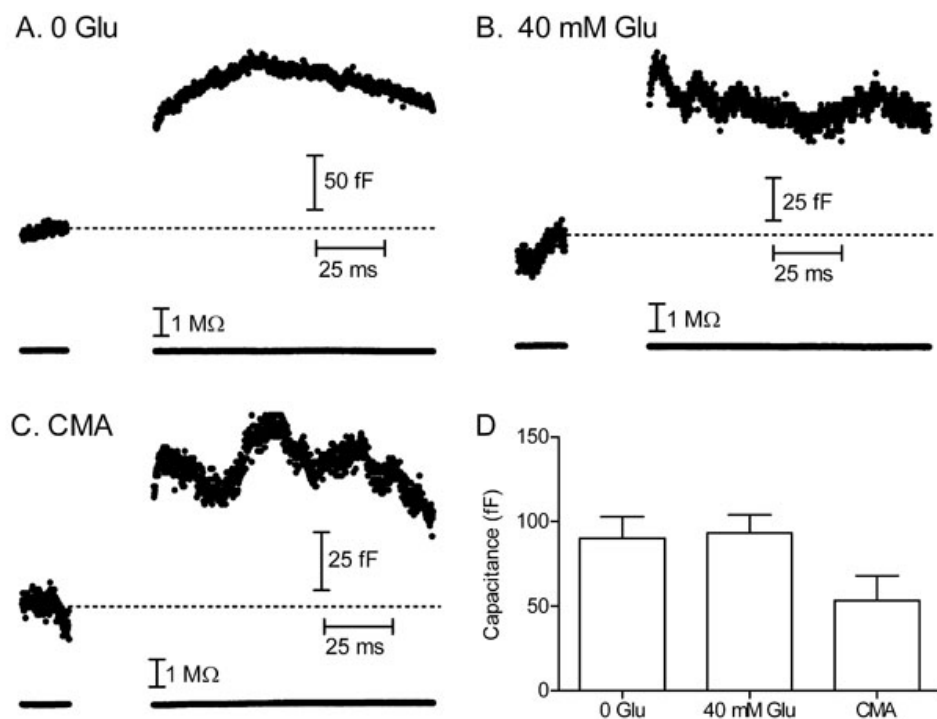 A. 0 Glu
50 fF
25 ms
1 MΩ
B. 40 mM Glu
25 fF
25 ms
1 MΩ
C. CMA
25 fF
25 ms
1 MΩ
D
Capacitance (fF)
150
100
50
0
0 Glu
40 mM Glu
CMA